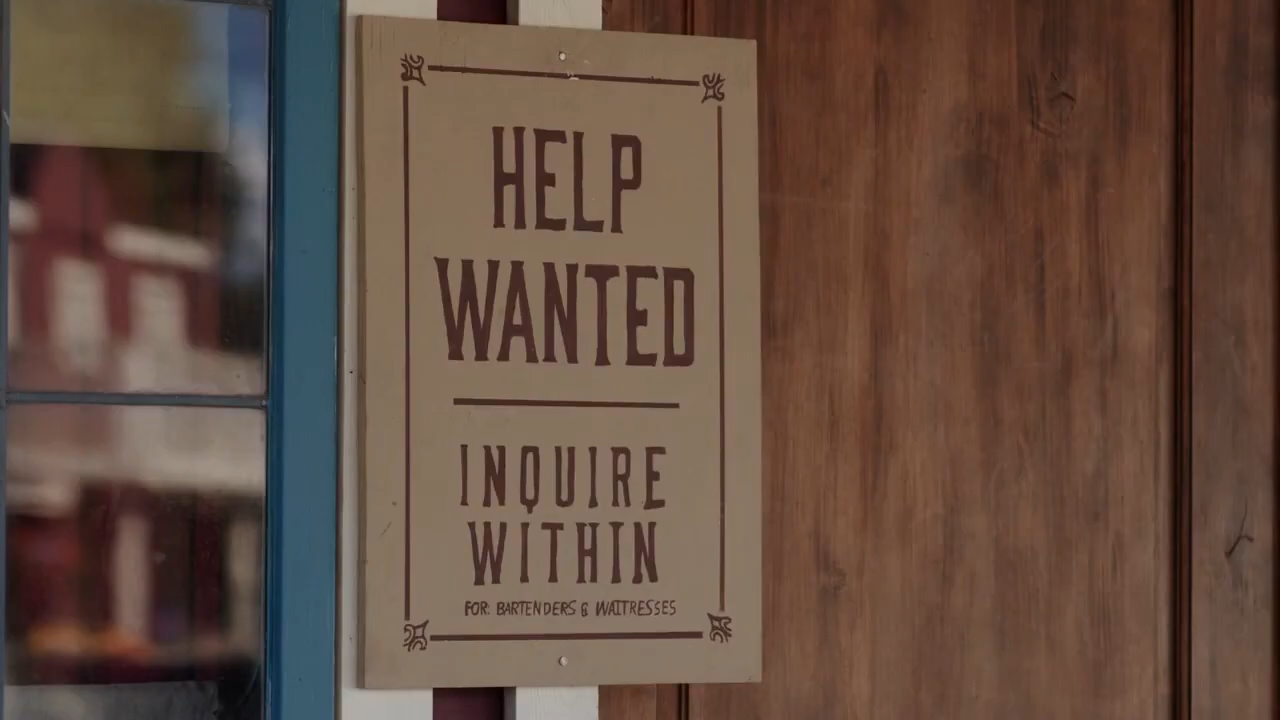 HELP
WANTED
INQUIRE
WITHIN
FOR: BARTENDERS & WAITRESSES